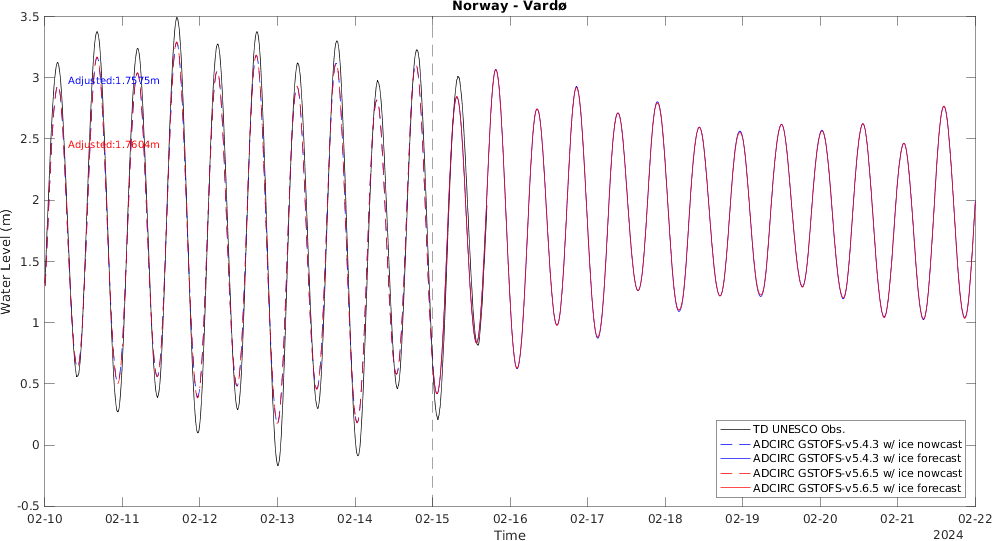 Norway - Vardø
3.5
3
2.5
2
1.5
1
0.5
0
-0.5
Water Level (m)
Adjusted:1.7575m
Adjusted:1.7604m
TD UNESCO Obs.
ADCIRC GSTOFS-v5.4.3 w/ ice nowcast
ADCIRC GSTOFS-v5.4.3 w/ ice forecast
ADCIRC GSTOFS-v5.6.5 w/ ice nowcast
ADCIRC GSTOFS-v5.6.5 w/ ice forecast
02-10 02-11 02-12 02-13 02-14 02-15 02-16 02-17 02-18 02-19 02-20 02-21 02-22
Time
2024